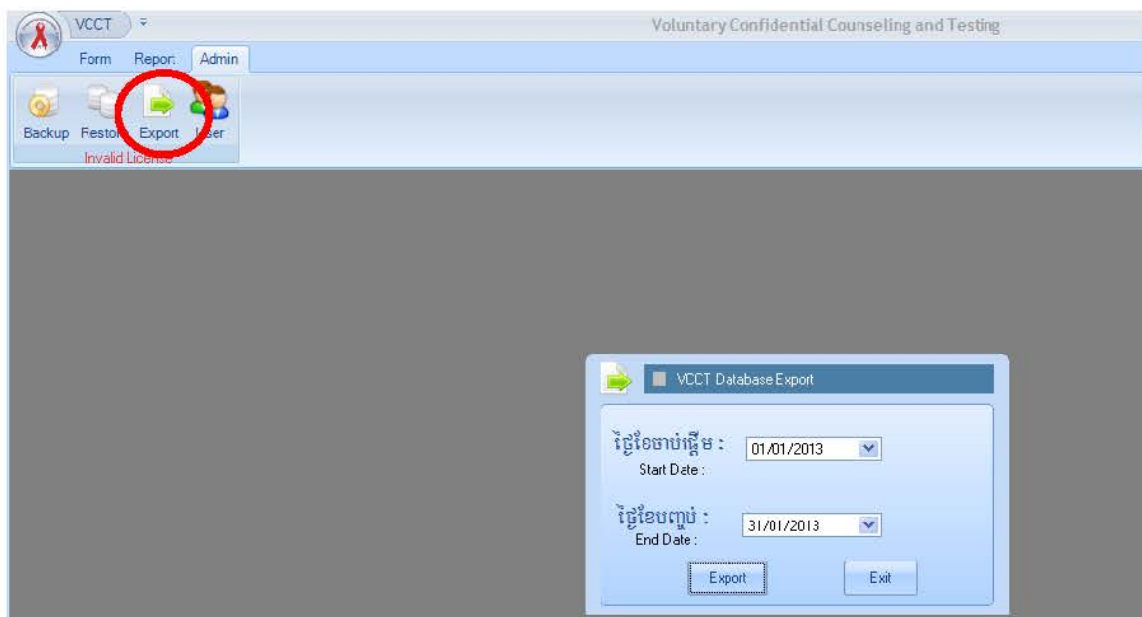 VCCT
Voluntary Confidential Counseling and Testing
Form Report Admin
Backup Restore Export User
Invalid License
VCCT Database Export
ថ្ងៃខែចាប់ផ្តើម : 01/01/2013
Start Date :
ថ្ងៃខែបញ្ចប់ : 31/01/2013
End Date :
Export Exit